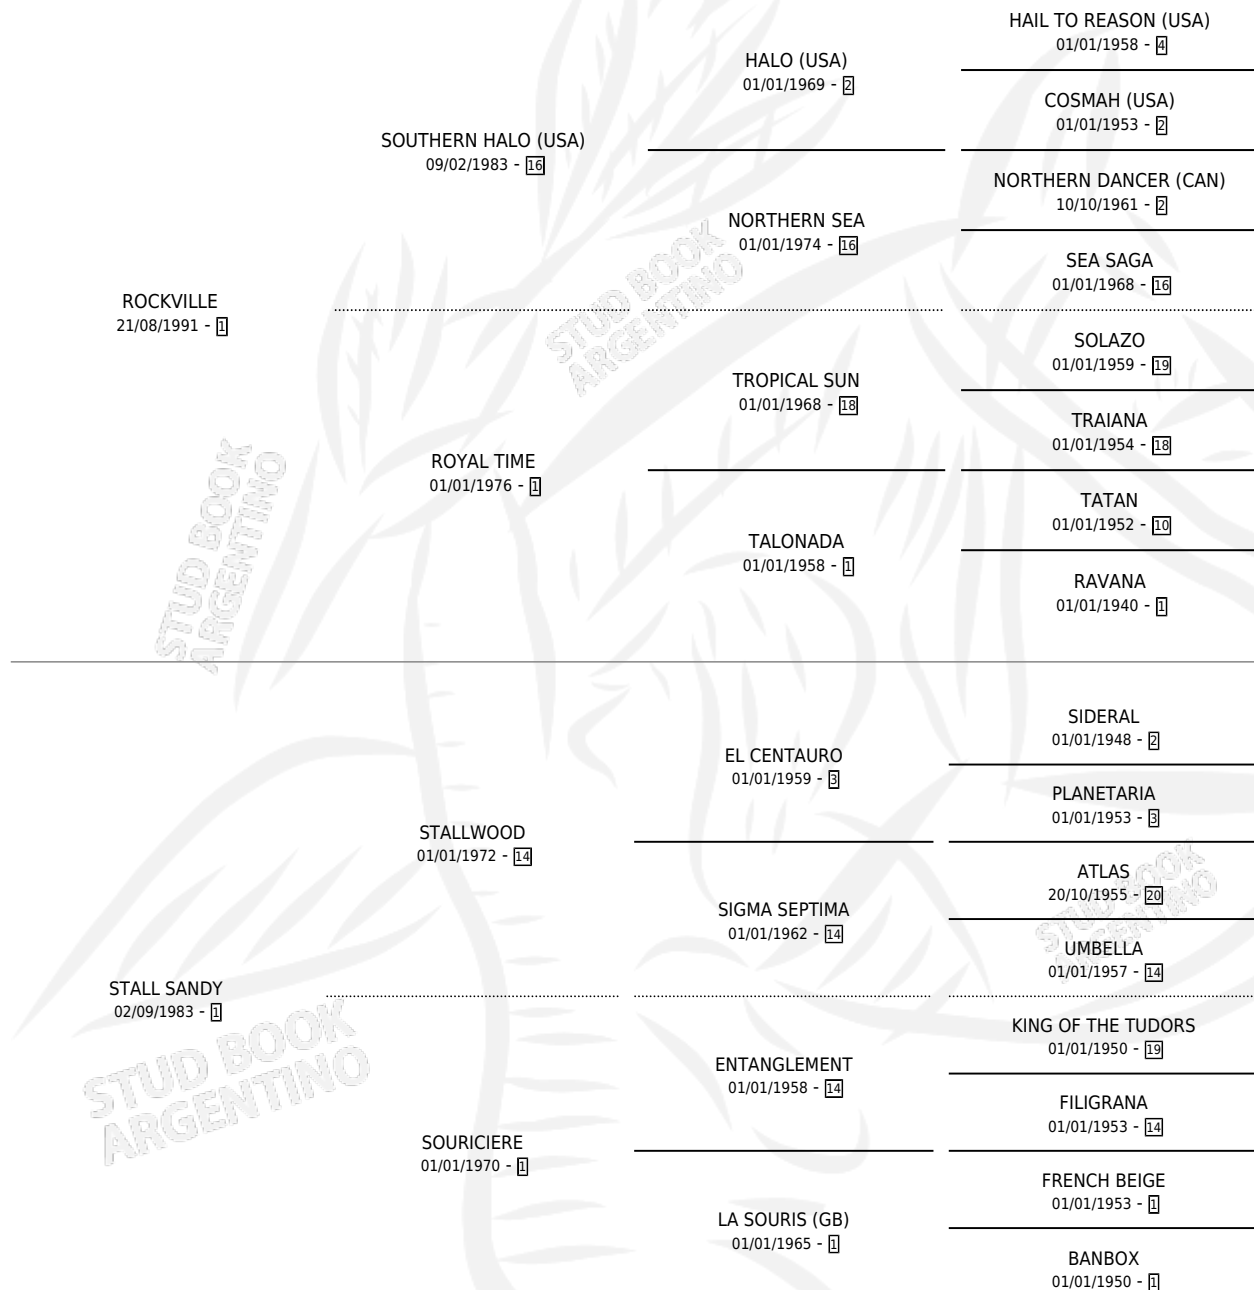 HAIL TO REASON (USA)
01/01/1958 - 4
HALO (USA)
01/01/1969 - 2
COSMAH (USA)
01/01/1953 - 2
SOUTHERN HALO (USA)
09/02/1983 - 16
NORTHERN DANCER (CAN)
10/10/1961 - 2
NORTHERN SEA
01/01/1974 - 16
SEA SAGA
01/01/1968 - 16
ROCKVILLE
21/08/1991 - 1
SOLAZO
01/01/1959 - 19
TROPICAL SUN
01/01/1968 - 18
TRAIANA
01/01/1954 - 18
ROYAL TIME
01/01/1976 - 1
TATAN
01/01/1952 - 10
TALONADA
01/01/1958 - 1
RAVANA
01/01/1940 - 1
SIDERAL
01/01/1948 - 2
EL CENTAURO
01/01/1959 - 3
PLANETARIA
01/01/1953 - 3
STALLWOOD
01/01/1972 - 14
ATLAS
20/10/1955 - 20
SIGMA SEPTIMA
01/01/1962 - 14
UMBELLA
01/01/1957 - 14
STALL SANDY
02/09/1983 - 1
KING OF THE TUDORS
01/01/1950 - 19
ENTANGLEMENT
01/01/1958 - 14
FILIGRANA
01/01/1953 - 14
SOURICIERE
01/01/1970 - 1
FRENCH BEIGE
01/01/1953 - 1
LA SOURIS (GB)
01/01/1965 - 1
BANBOX
01/01/1950 - 1
STUD BOOK
ARGENTINO
STUD BOOK
ARGENTINO
STUD BOOK
ARGENTINO
STUD BOOK
ARGENTINO